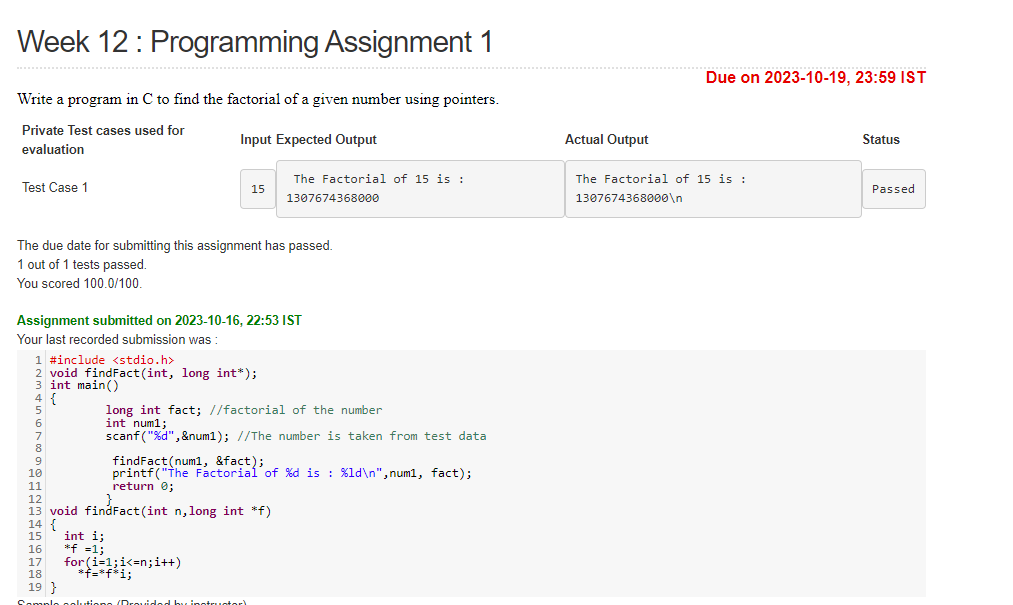 Week 12 : Programming Assignment 1
Due on 2023-10-19, 23:59 IST
Write a program in C to find the factorial of a given number using pointers.
Private Test cases used for
evaluation
Input Expected Output Actual Output Status
Test Case 1
15
The Factorial of 15 is :
1307674368000
The Factorial of 15 is :
1307674368000\n
Passed
The due date for submitting this assignment has passed.
1 out of 1 tests passed.
You scored 100.0/100.
Assignment submitted on 2023-10-16, 22:53 IST
Your last recorded submission was :
1 #include <stdio.h>
2 void findFact(int, long int*);
3 int main()
4 {
5 long int fact; //factorial of the number
6 int num1;
7 scanf("%d",&num1); //The number is taken from test data
8
9 findFact(num1, &fact);
10 printf("The Factorial of %d is : %ld\n",num1, fact);
11 return 0;
12 }
13 void findFact(int n,long int *f)
14 {
15 int i;
16 *f =1;
17 for(i=1;i<=n;i++)
18 *f=*f*i;
19 }
Sample solutions (Provided by instructor)